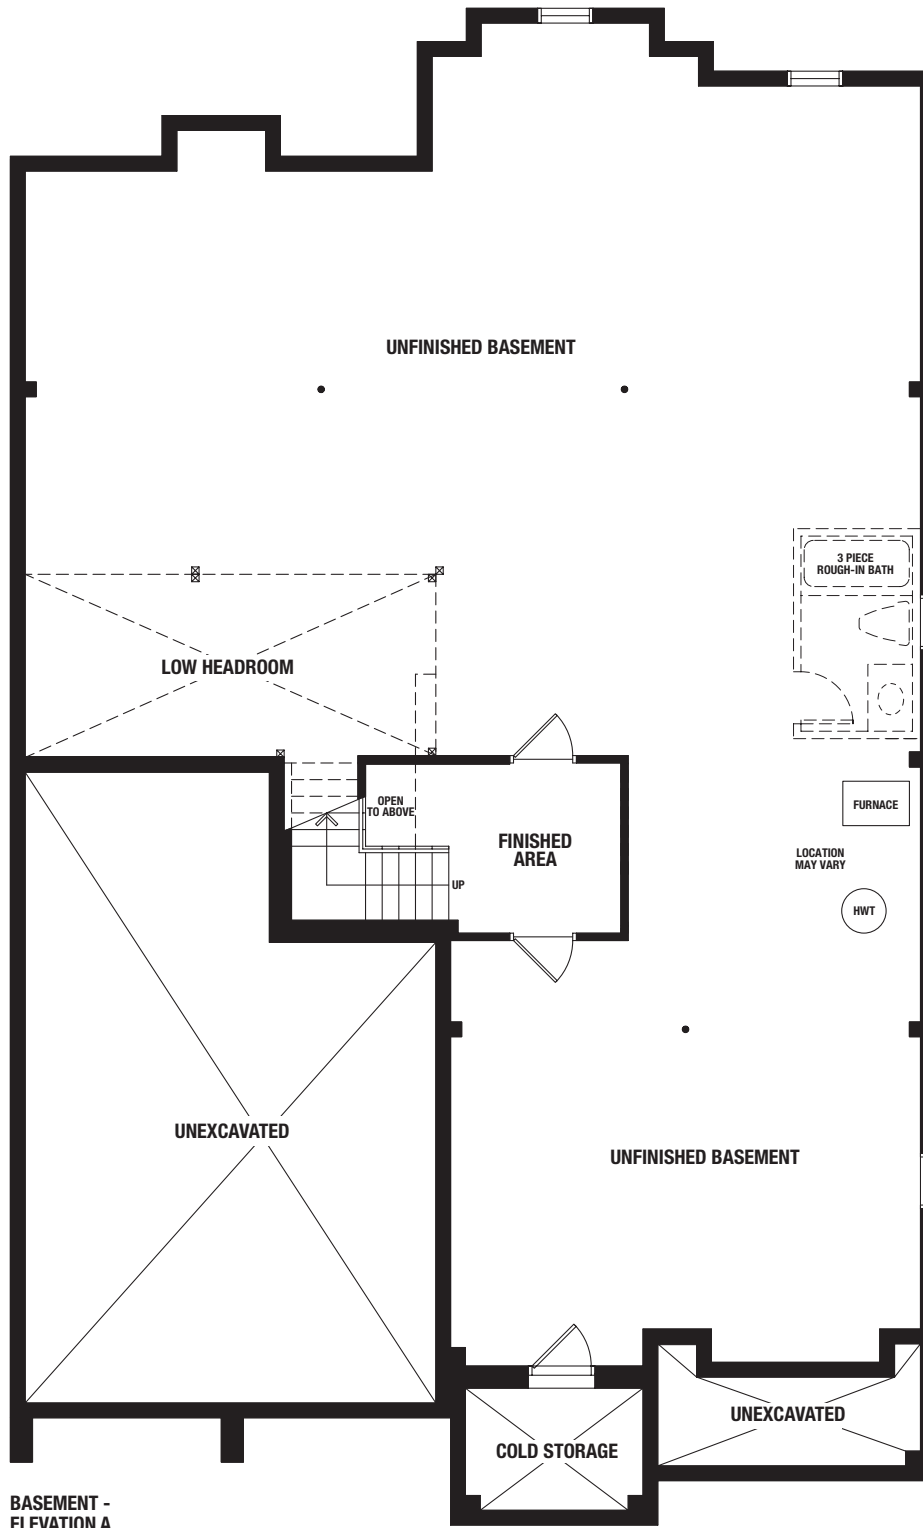 UNFINISHED BASEMENT
3 PIECE
ROUGH-IN BATH
LOW HEADROOM
OPEN
TO ABOVE
FURNACE
FINISHED
AREA
LOCATION
MAY VARY
UP
HWT
UNEXCAVATED
UNFINISHED BASEMENT
UNEXCAVATED
COLD STORAGE
BASEMENT -
ELEVATION A